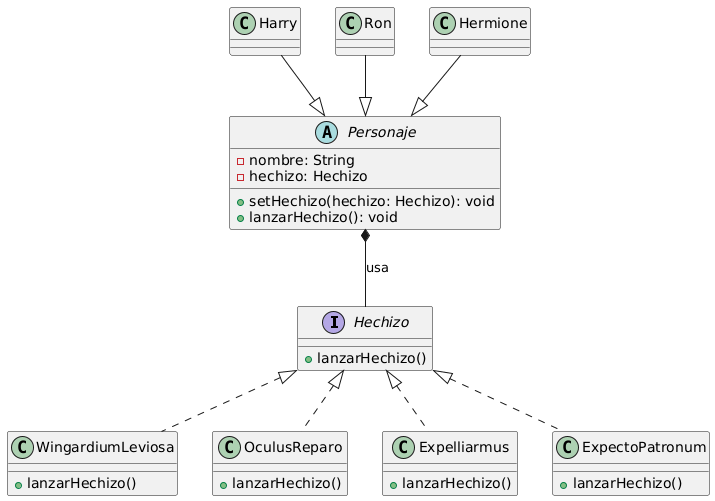 C Harry
C Ron
C Hermione
A Personaje
nombre: String
hechizo: Hechizo
setHechizo(hechizo: Hechizo): void
lanzarHechizo(): void
usa
I Hechizo
lanzarHechizo()
C WingardiumLeviosa
lanzarHechizo()
C OculusReparo
lanzarHechizo()
C Expelliarmus
lanzarHechizo()
C ExpectoPatronum
lanzarHechizo()